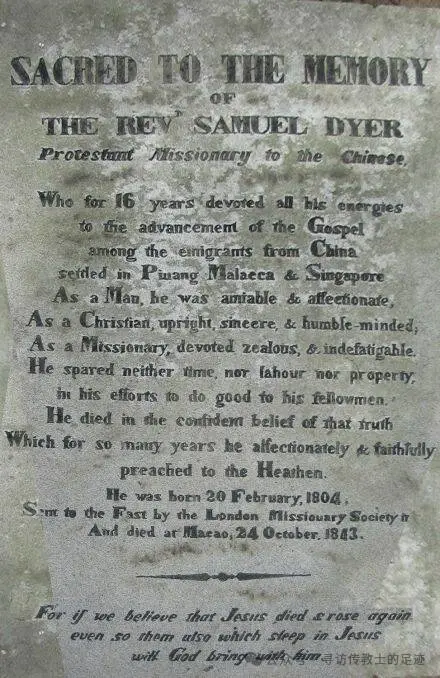 SACRED TO THE MEMORY
OF
THE REVD SAMUEL DYER
Protestant Missionary to the Chinese,
Who for 16 years devoted all his energies
to the advancement of the Gospel
among the emigrants from China
settled in Pinang Malacca & Singapore
As a Man, he was amiable & affectionate,
As a Christian, upright, sincere, & humble-minded;
As a Missionary, devoted zealous, & indefatigable.
He spared neither time, nor labour nor property,
in his efforts to do good to his fellowmen.
He died in the confident belief of that truth
Which for so many years he affectionately & faithfully
preached to the Heathen.
He was born 20 February, 1804,
Sent to the East by the London Missionary Society
And died at Macao, 24 October, 1843.
For if we believe that Jesus died & rose again
even so them also which sleep in Jesus
will God bring with him.
公众号 · 寻访传教士的足迹